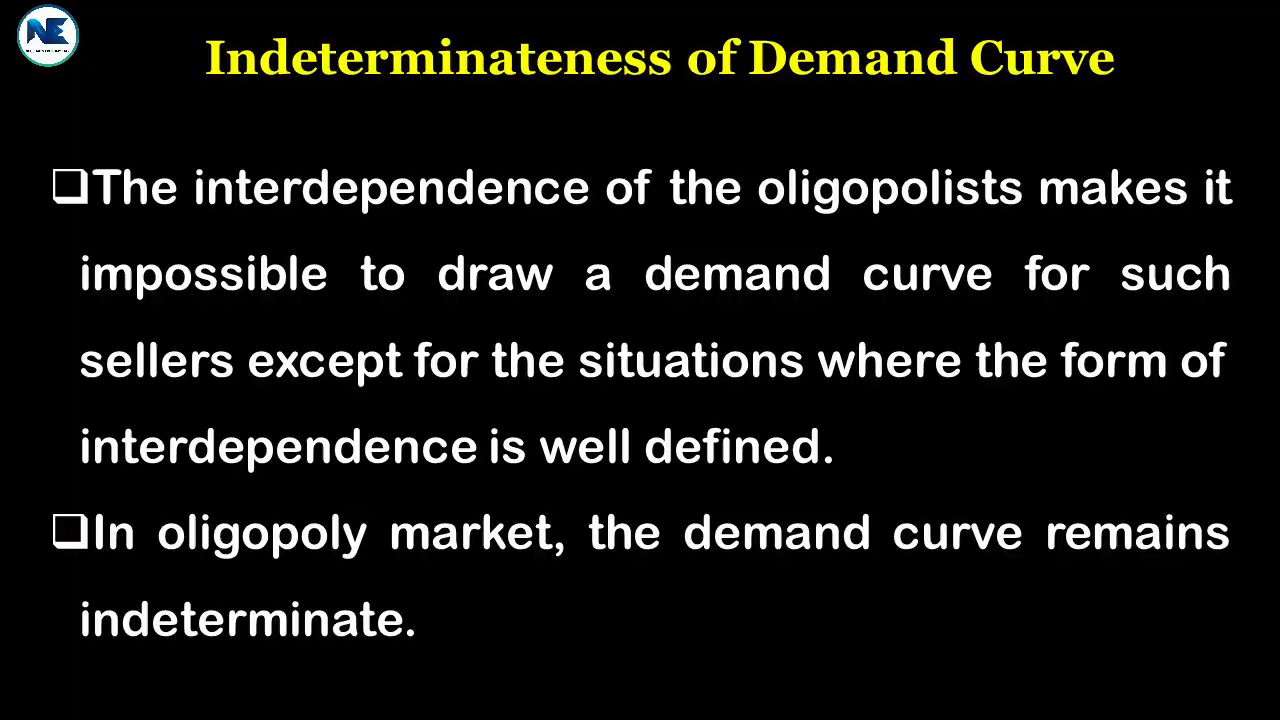 NE
Indeterminateness of Demand Curve
❑The interdependence of the oligopolists makes it
impossible to draw a demand curve for such
sellers except for the situations where the form of
interdependence is well defined.
❑In oligopoly market, the demand curve remains
indeterminate.